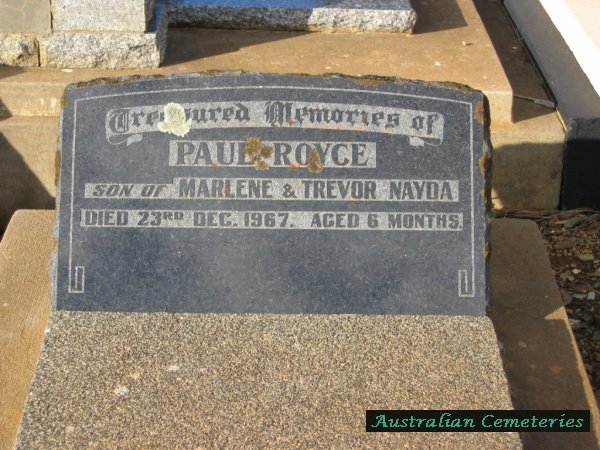 Treasured Memories of
PAUL ROYCE
SON OF MARLENE & TREVOR NAYDA
DIED 23RD DEC. 1967. AGED 6 MONTHS.
Australian Cemeteries